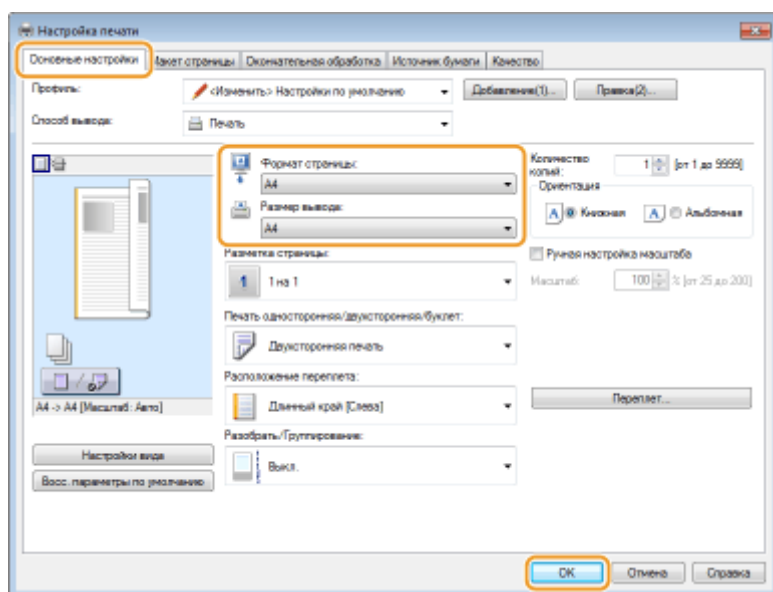 Настройка печати
Основные настройки Макет страницы Окончательная обработка Источник бумаги Качество
Профиль: <Изменить> Настройки по умолчанию Добавление(1)... Правка(2)...
Способ вывода: Печать
Формат страницы:
A4
Размер вывода:
A4
Количество копий: 1 [от 1 до 9999]
Ориентация
A Книжная A Альбомная
Разметка страницы:
1 1 на 1
Ручная настройка масштаба
Масштаб: 100 % [от 25 до 200]
Печать односторонняя/двухсторонняя/буклет:
Двухсторонняя печать
Расположение переплета:
Длинный край [Слева]
Переплет...
A4 -> A4 [Масштаб: Авто]
Разобрать/Группирование:
Выкл.
Настройки вида
Восс. параметры по умолчанию
OK Отмена Справка